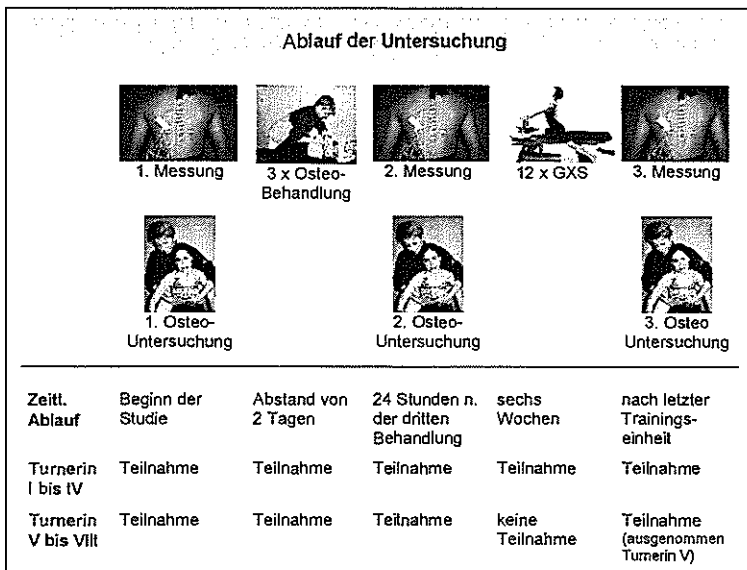 Ablauf der Untersuchung
1. Messung
3 x Osteo-
Behandlung
2. Messung
12 x GXS
3. Messung
1. Osteo-
Untersuchung
2. Osteo-
Untersuchung
3. Osteo
Untersuchung
Zeitl. Ablauf
Beginn der Studie
Abstand von 2 Tagen
24 Stunden n. der dritten Behandlung
sechs Wochen
nach letzter Trainings-einheit
Turnerin I bis IV
Teilnahme
Teilnahme
Teilnahme
Teilnahme
Teilnahme
Turnerin V bis VIII
Teilnahme
Teilnahme
Teilnahme
keine Teilnahme
Teilnahme (ausgenommen Turnerin V)